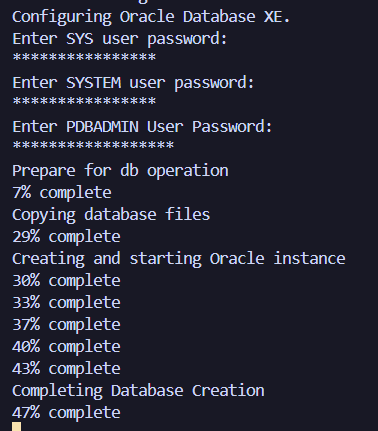 Configuring Oracle Database XE.
Enter SYS user password:
****************
Enter SYSTEM user password:
****************
Enter PDBADMIN User Password:
******************
Prepare for db operation
7% complete
Copying database files
29% complete
Creating and starting Oracle instance
30% complete
33% complete
37% complete
40% complete
43% complete
Completing Database Creation
47% complete